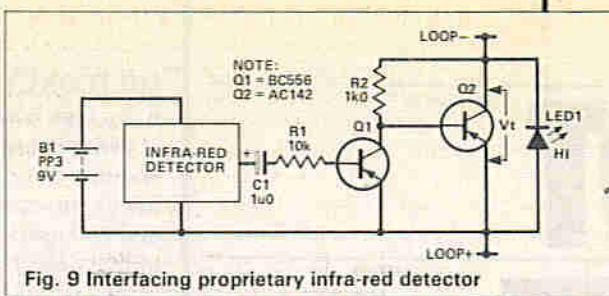 LOOP–
NOTE:
Q1 = BC556
Q2 = AC142
R2
1k0
Q2
Q1
Vt
LED1
HI
B1
PP3
9V
INFRA-RED
DETECTOR
+
C1
1u0
R1
10k
LOOP+
Fig. 9 Interfacing proprietary infra-red detector